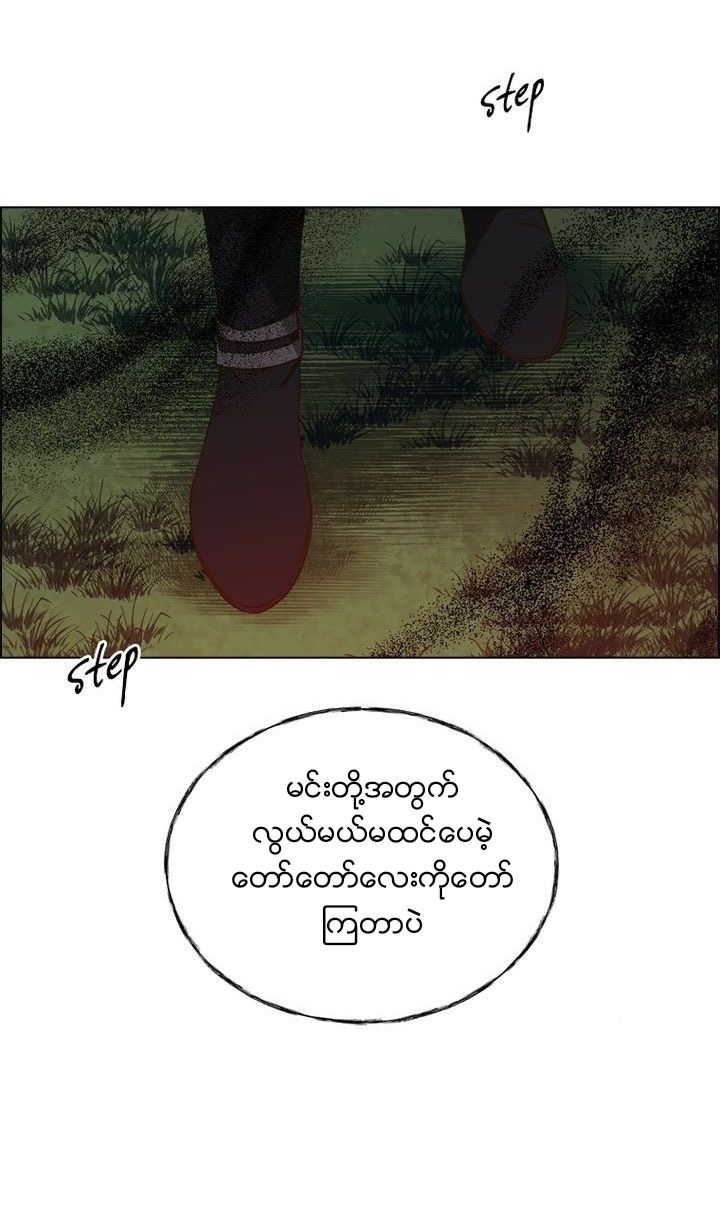 step
step
မင်းတို့အတွက်
လွယ်မယ်မထင်ပေမဲ့
တော်တော်လေးကိုတော်
ကြတာပဲ